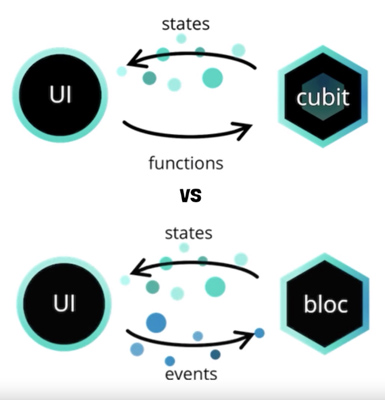 states
UI
cubit
functions
VS
states
UI
bloc
events